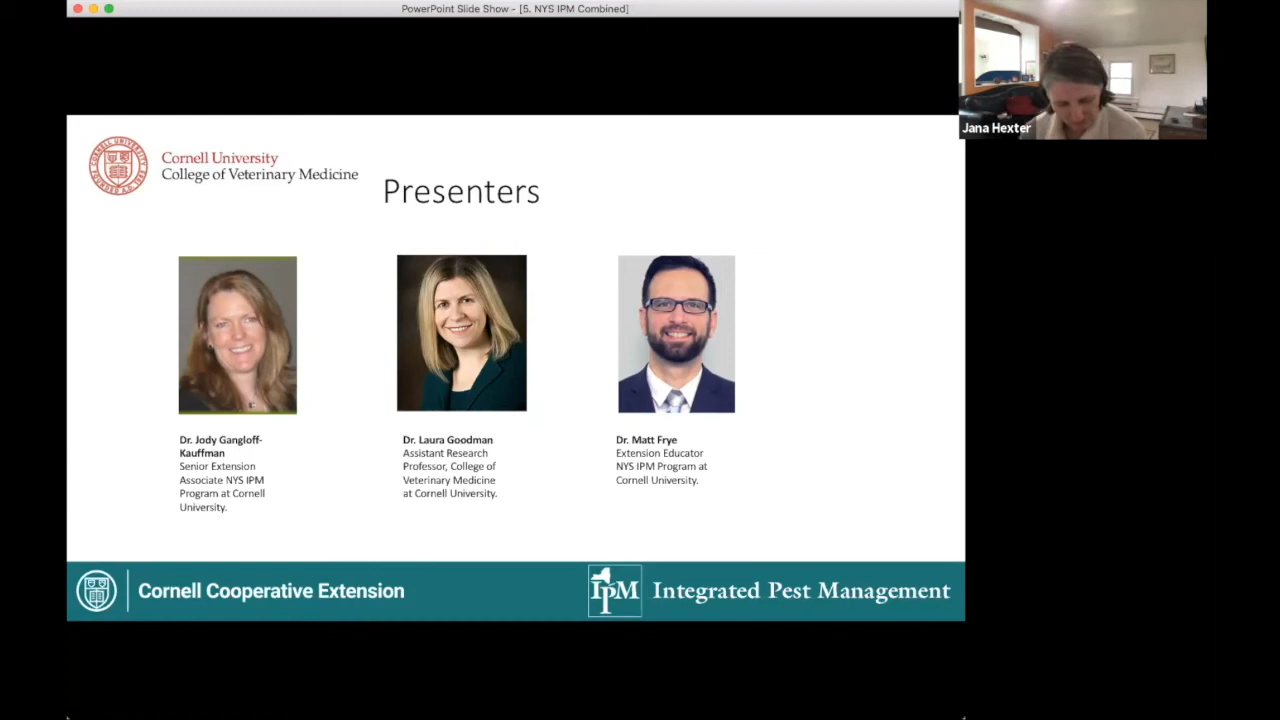 PowerPoint Slide Show - [5. NYS IPM Combined]
Jana Hexter
Cornell University
College of Veterinary Medicine
Presenters
Dr. Jody Gangloff-
Kauffman
Senior Extension
Associate NYS IPM
Program at Cornell
University.
Dr. Laura Goodman
Assistant Research
Professor, College of
Veterinary Medicine
at Cornell University.
Dr. Matt Frye
Extension Educator
NYS IPM Program at
Cornell University.
Cornell Cooperative Extension
IPM
Integrated Pest Management